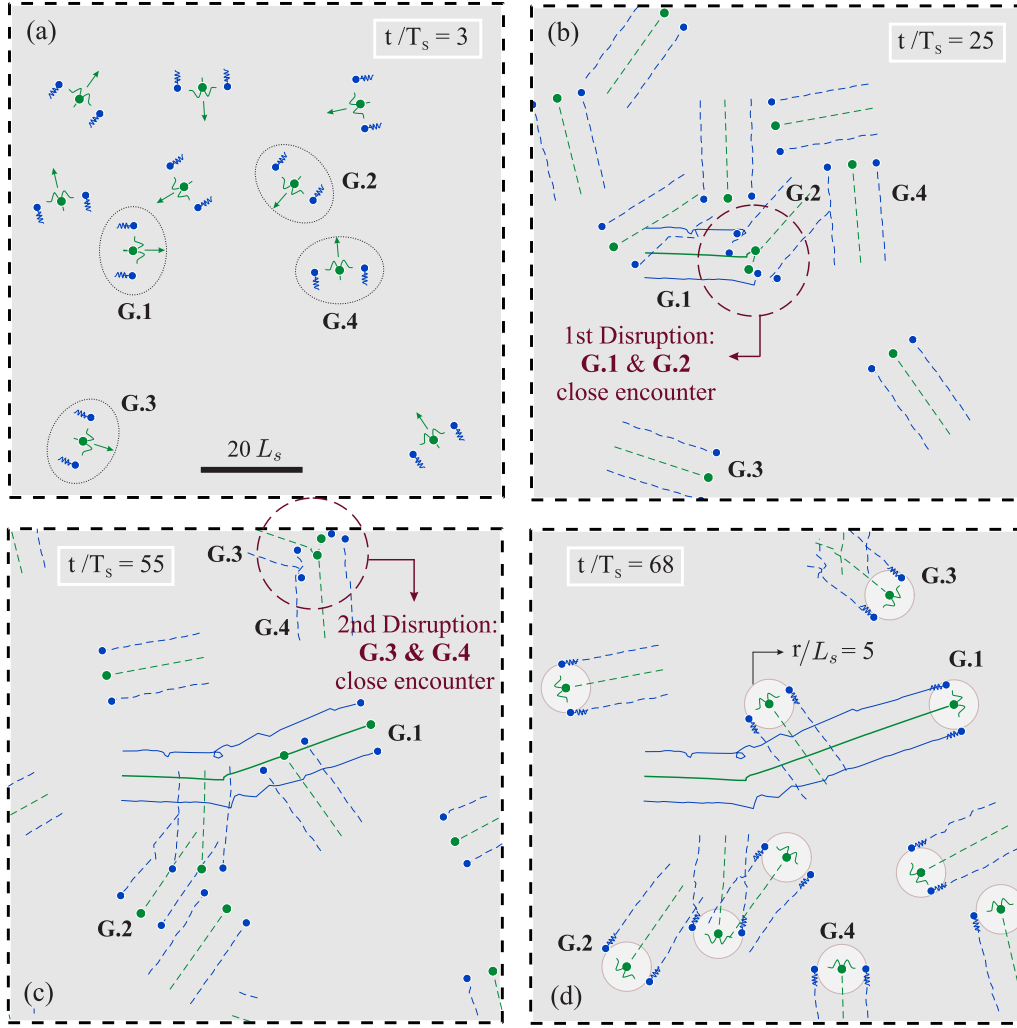 (a)
t/Tₛ = 3
G.2
G.1
G.4
G.3
20 Lₛ
(b)
t/Tₛ = 25
G.2
G.4
G.1
1st Disruption:
G.1 & G.2
close encounter
G.3
t/Tₛ = 55
G.3
G.4
2nd Disruption:
G.3 & G.4
close encounter
G.1
G.2
(c)
t/Tₛ = 68
G.3
r/Lₛ = 5
G.1
G.2
G.4
(d)